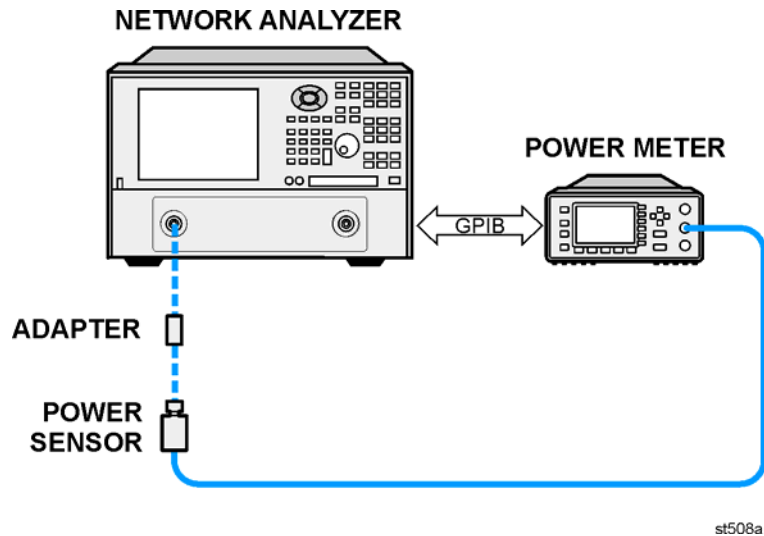 NETWORK ANALYZER
POWER METER
GPIB
ADAPTER
POWER
SENSOR
st508a